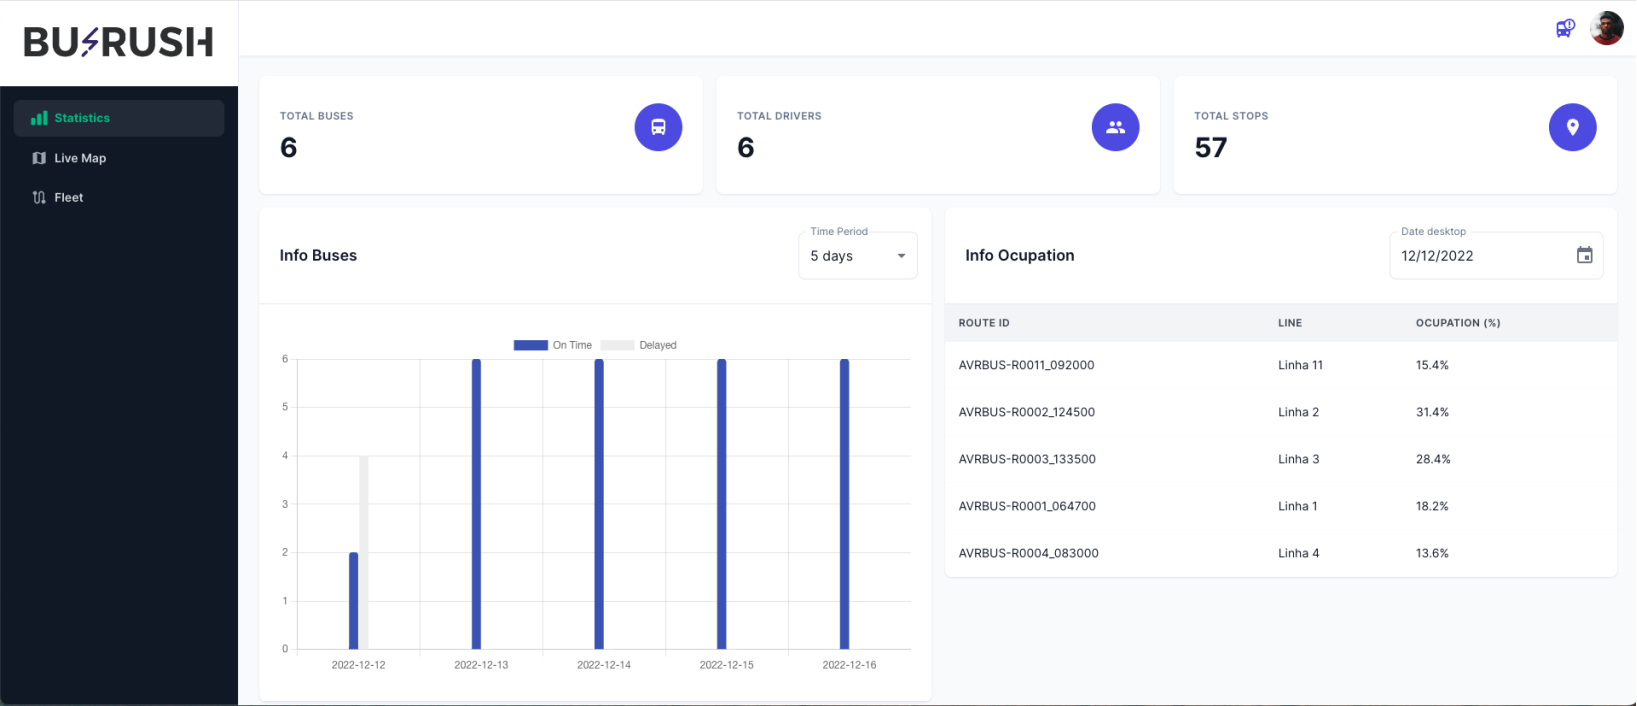 BUSRUSH
Statistics
Live Map
Fleet
TOTAL BUSES
6
TOTAL DRIVERS
6
TOTAL STOPS
57
Info Buses
Time Period
5 days
On Time
Delayed
6
5
4
3
2
1
0
2022-12-12
2022-12-13
2022-12-14
2022-12-15
2022-12-16
Info Ocupation
Date desktop
12/12/2022
ROUTE ID LINE OCUPATION (%)
AVRBUS-R0011_092000 Linha 11 15.4%
AVRBUS-R0002_124500 Linha 2 31.4%
AVRBUS-R0003_133500 Linha 3 28.4%
AVRBUS-R0001_064700 Linha 1 18.2%
AVRBUS-R0004_083000 Linha 4 13.6%